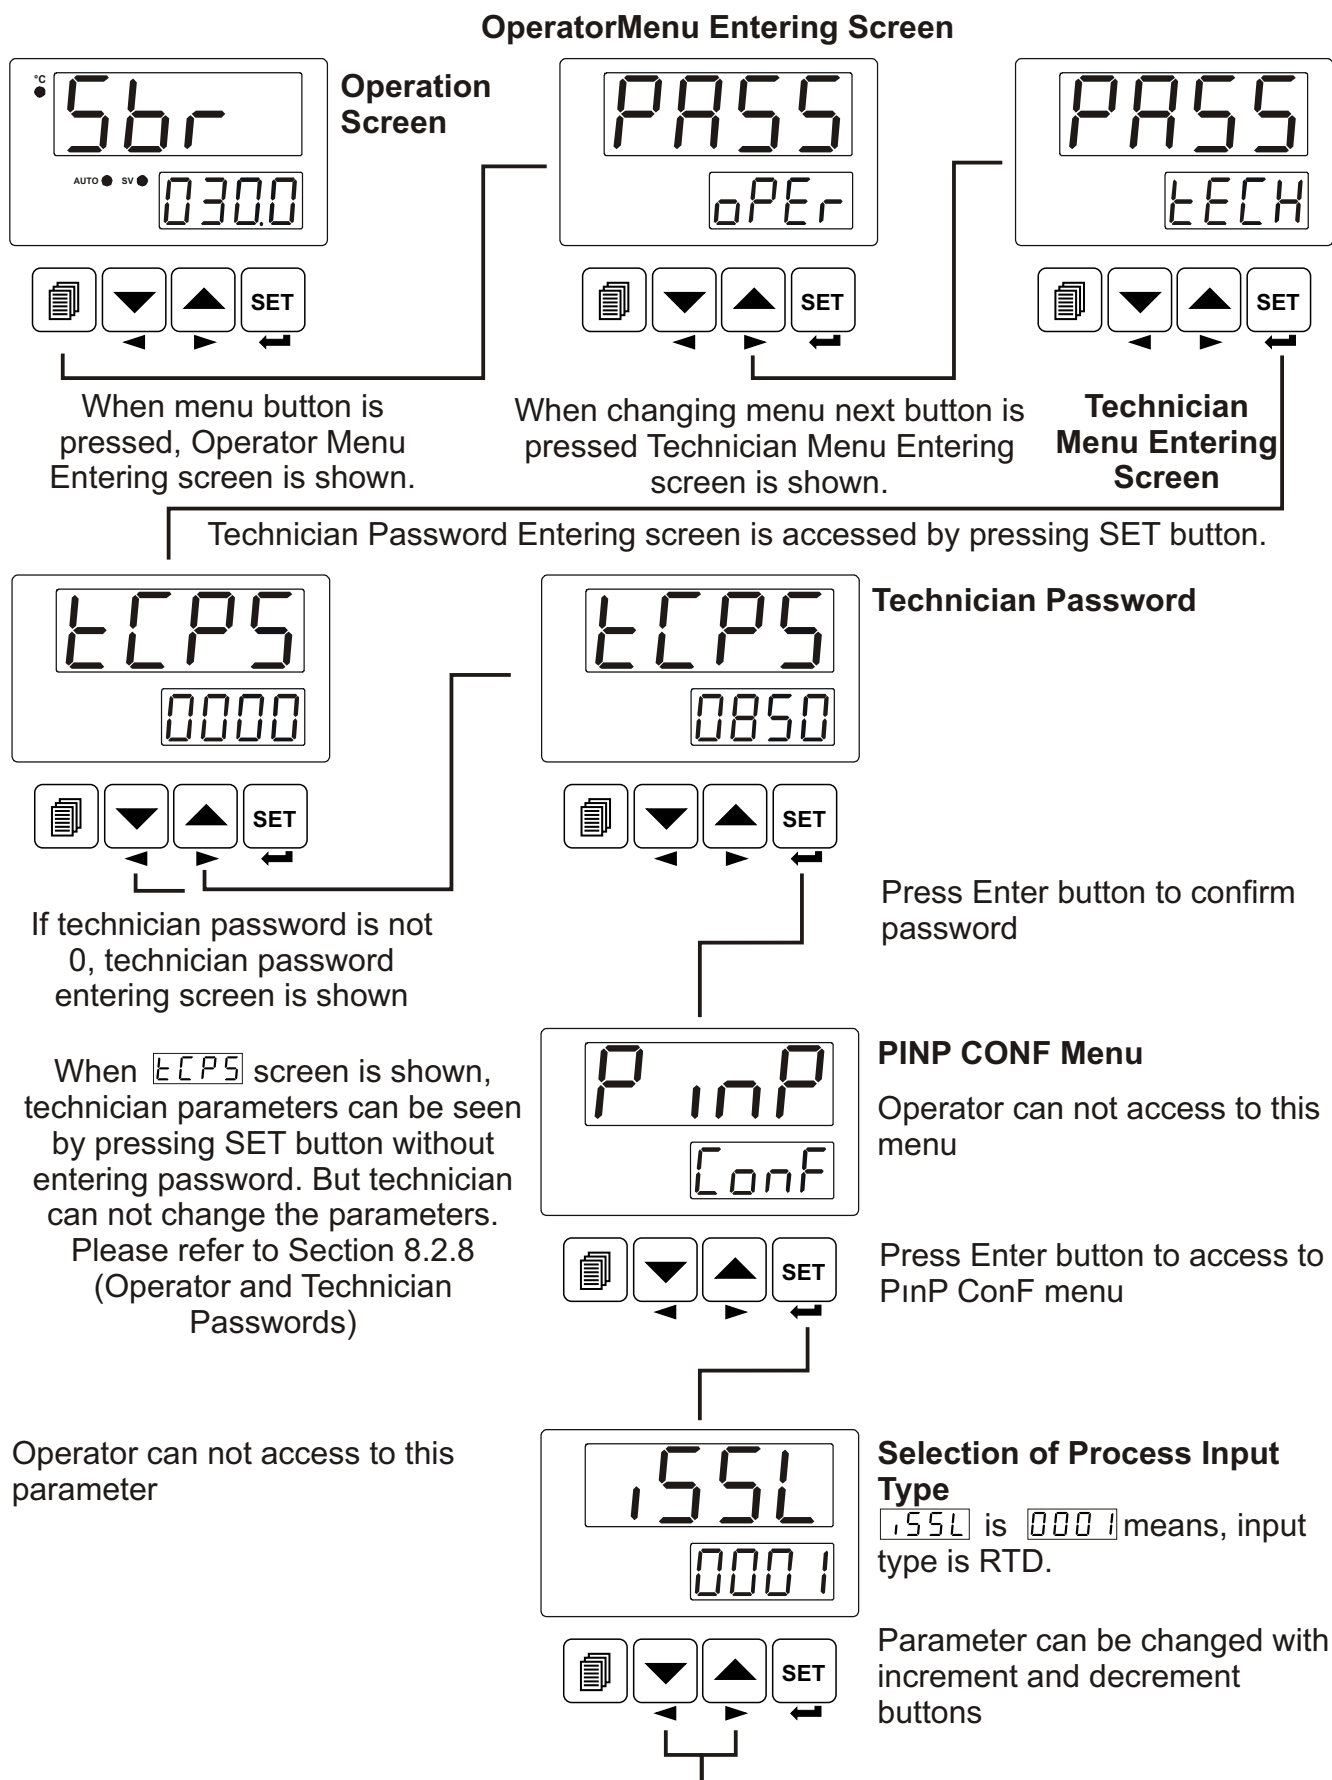 OperatorMenu Entering Screen
°C
Sbr
Operation
Screen
AUTO SV 030.0
PASS
oPEr
PASS
tECH
SET
SET
SET
When menu button is
pressed, Operator Menu
Entering screen is shown.
When changing menu next button is
pressed Technician Menu Entering
screen is shown.
Technician
Menu Entering
Screen
Technician Password Entering screen is accessed by pressing SET button.
tCPS
0000
SET
tCPS
0850
SET
Technician Password
If technician password is not
0, technician password
entering screen is shown
Press Enter button to confirm
password
When tCPS screen is shown,
technician parameters can be seen
by pressing SET button without
entering password. But technician
can not change the parameters.
Please refer to Section 8.2.8
(Operator and Technician
Passwords)
PınP
ConF
SET
PINP CONF Menu
Operator can not access to this
menu
Press Enter button to access to
PınP ConF menu
Operator can not access to this
parameter
ıSSL
0001
SET
Selection of Process Input
Type
ıSSL is 0001 means, input
type is RTD.
Parameter can be changed with
increment and decrement
buttons